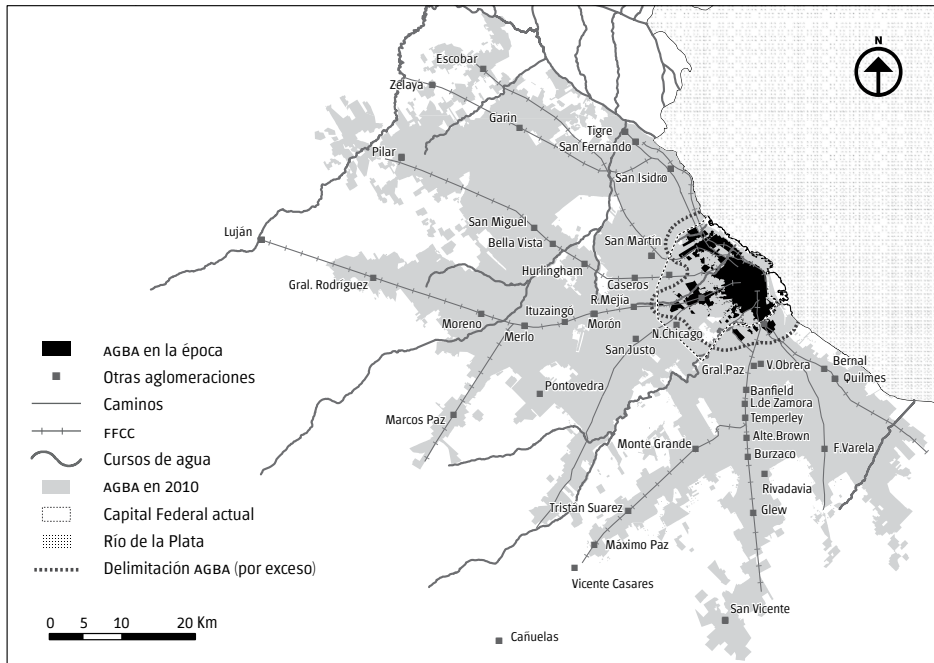 N
Escobar
Zelaya
Garin
Tigre
San Fernando
Pilar
San Isidro
San Miguel
Luján
Bella Vista
San Martín
Hurlingham
Gral. Rodriguez
Caseros
R.Mejia
Ituzaingó
Moreno
Morón
Merlo
N.Chicago
San Justo
Bernal
Gral.Paz
V.Obrera
Quilmes
Pontovedra
Banfield
L.de Zamora
Marcos Paz
Temperley
Monte Grande
Alte.Brown
F.Varela
Burzaco
Rivadavia
Tristán Suarez
Glew
Máximo Paz
Vicente Casares
San Vicente
Cañuelas
AGBA en la época
Otras aglomeraciones
Caminos
FFCC
Cursos de agua
AGBA en 2010
Capital Federal actual
Río de la Plata
Delimitación AGBA (por exceso)
0 5 10 20 Km